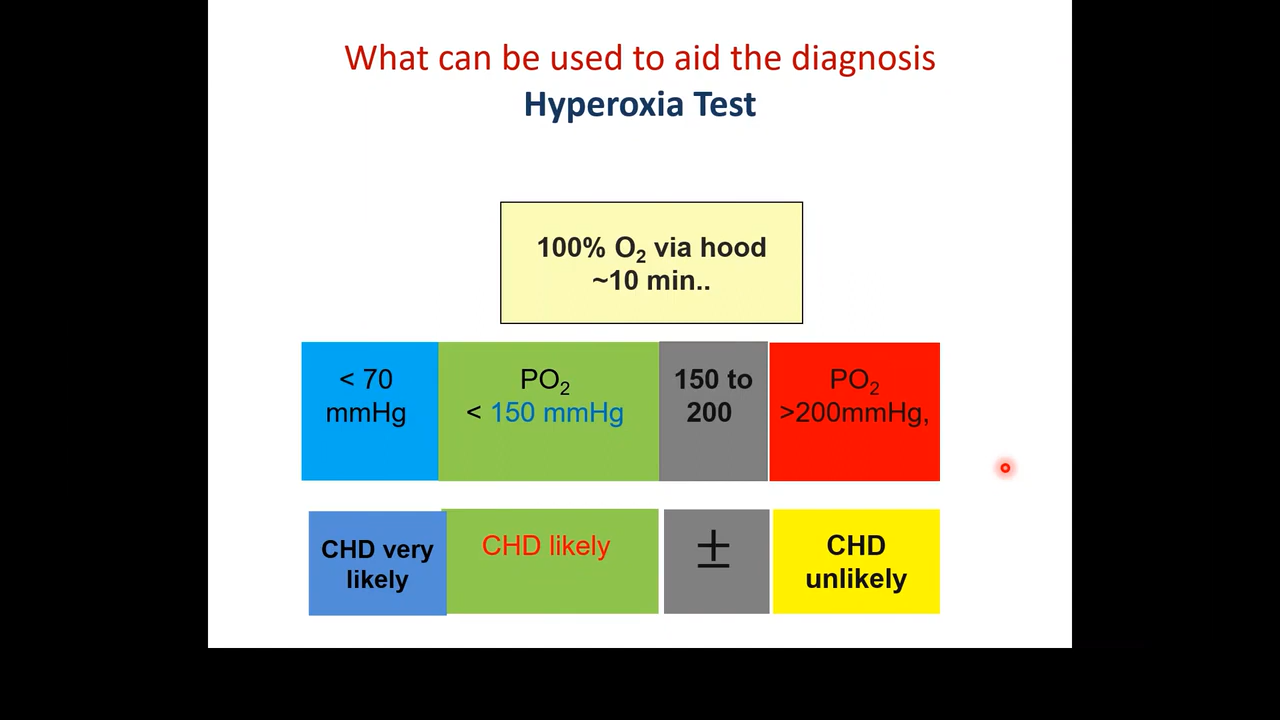 What can be used to aid the diagnosis
Hyperoxia Test
100% O₂ via hood
~10 min..
< 70
mmHg
PO₂
< 150 mmHg
150 to
200
PO₂
>200mmHg,
CHD very
likely
CHD likely
±
CHD
unlikely